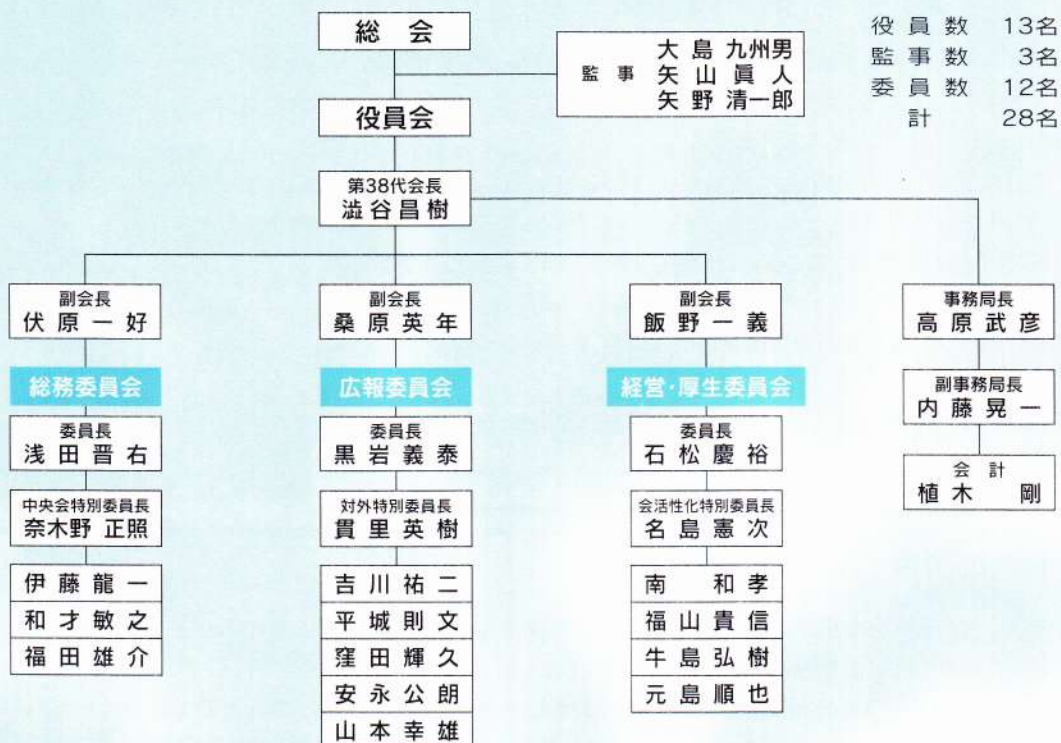 総会
監事
大島 九州男
矢山眞人
矢野清一郎
役員数 13名
監事数 3名
委員数 12名
計 28名
役員会
第38代会長
澁谷昌樹
副会長
伏原一好
副会長
桑原英年
副会長
飯野一義
事務局長
高原武彦
総務委員会
広報委員会
経営・厚生委員会
副事務局長
内藤晃一
委員長
浅田晋右
委員長
黒岩義泰
委員長
石松慶裕
会計
植木 剛
中央会特別委員長
奈木野 正照
対外特別委員長
貫里英樹
会活性化特別委員長
名島憲次
伊藤龍一
和才敏之
福田雄介
吉川祐二
平城則文
窪田輝久
安永公朗
山本幸雄
南 和孝
福山貴信
牛島弘樹
元島順也